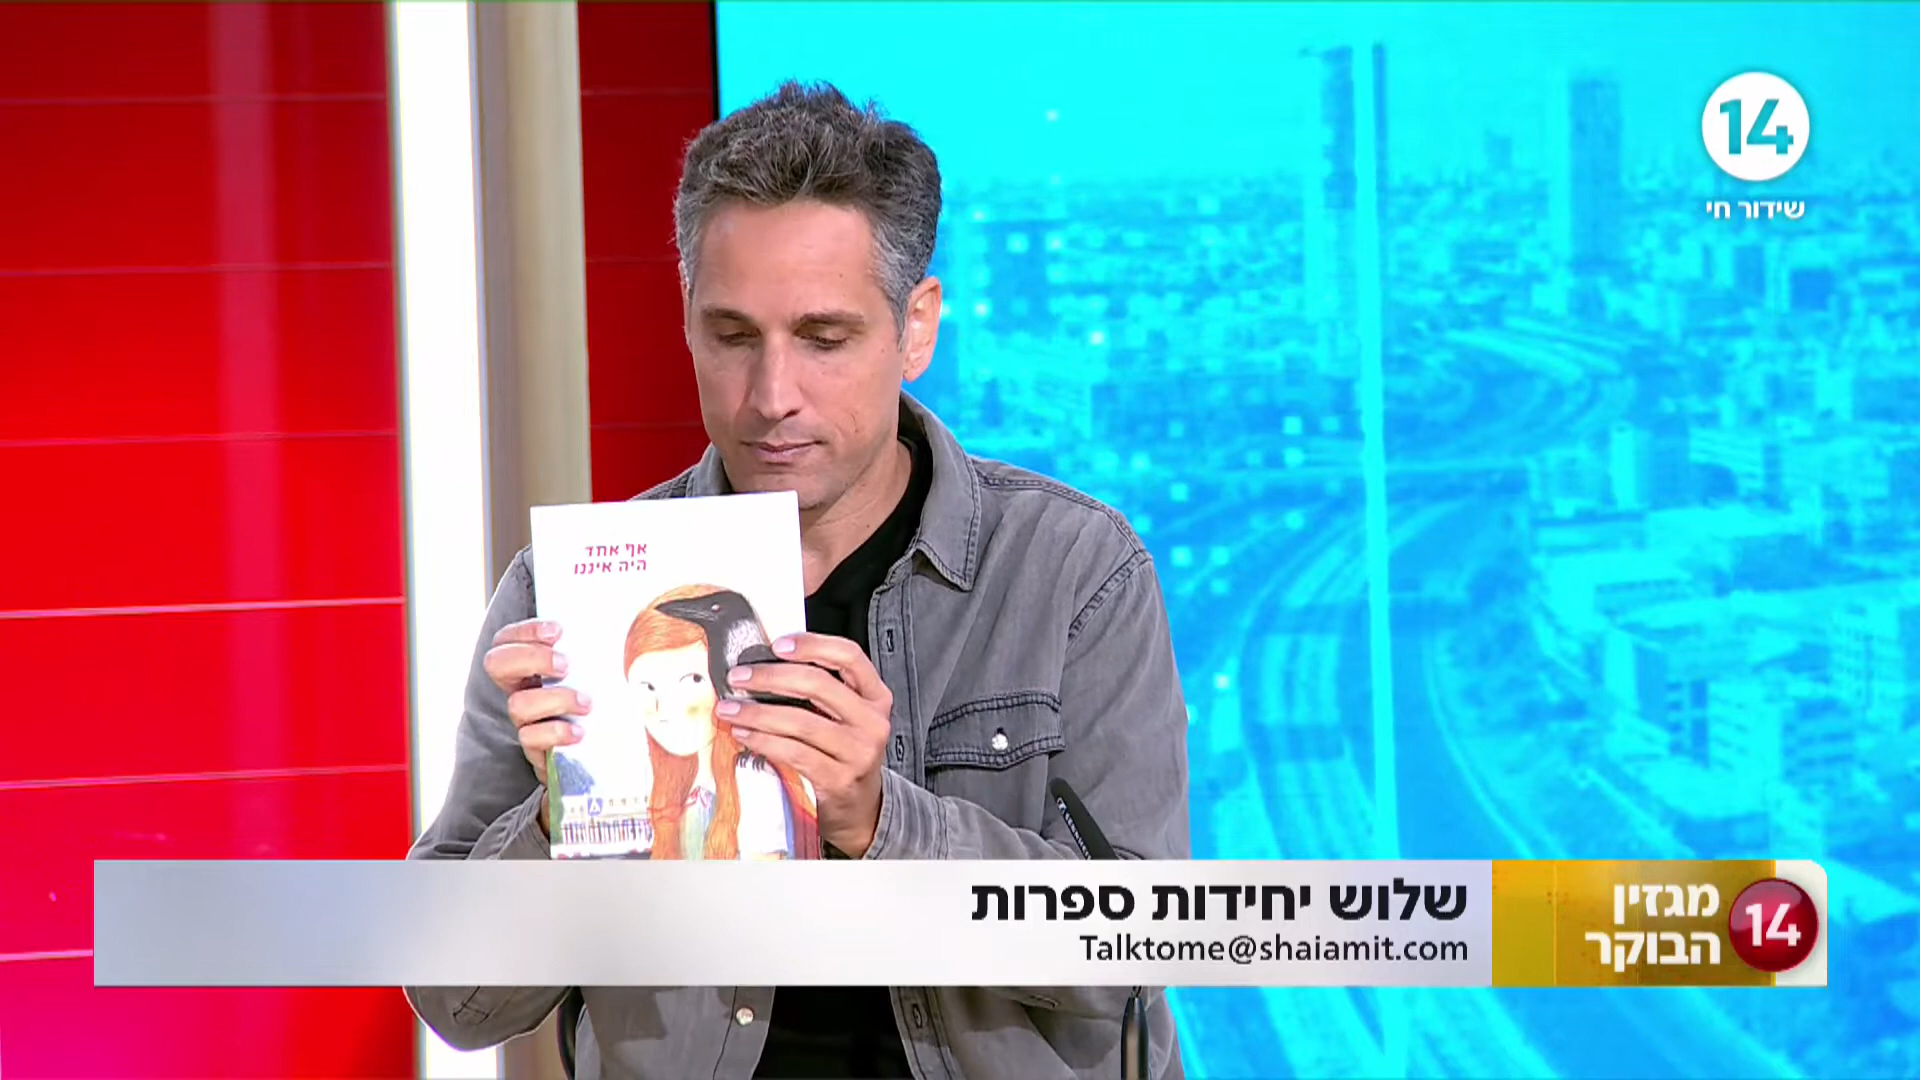 14
שידור חי
אף אחד
היה איננו
שלוש יחידות ספרות
Talktome@shaiamit.com
מגזין
הבוקר
14